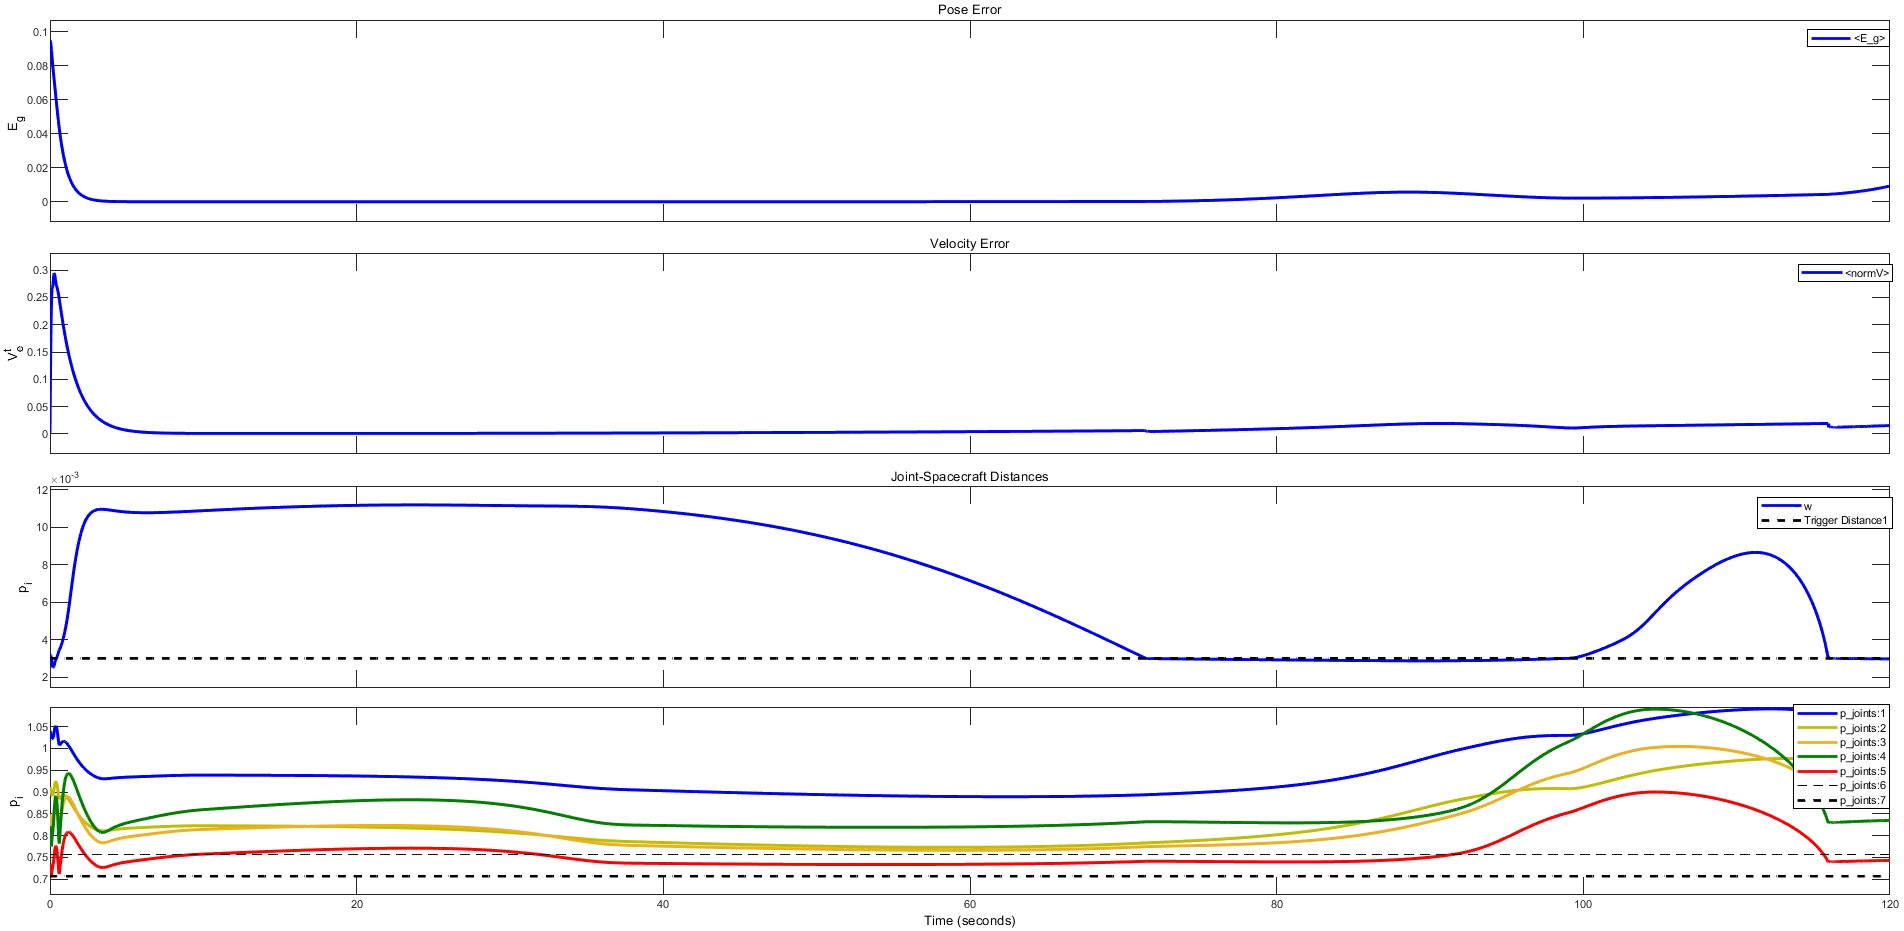 Pose Error
0.1
0.08
0.06
0.04
0.02
0
E_g
<E_g>
Velocity Error
0.3
0.25
0.2
0.15
0.1
0.05
0
V_e^t
<normV>
Joint-Spacecraft Distances
×10^-3
12
10
8
6
4
2
p_i
w
Trigger Distance1
1.05
1
0.95
0.9
0.85
0.8
0.75
0.7
p_i
p_joints:1
p_joints:2
p_joints:3
p_joints:4
p_joints:5
p_joints:6
p_joints:7
0 20 40 60 80 100 120
Time (seconds)